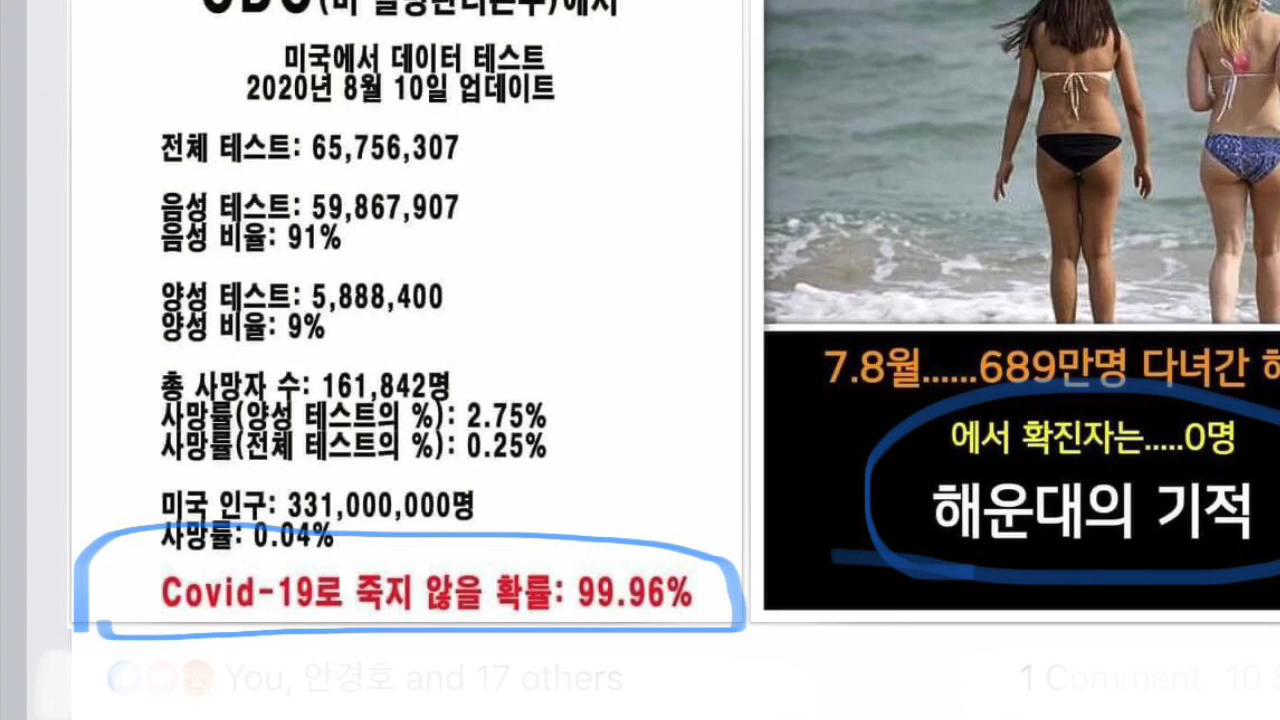 미국에서 데이터 테스트
2020년 8월 10일 업데이트
전체 테스트: 65,756,307
음성 테스트: 59,867,907
음성 비율: 91%
양성 테스트: 5,888,400
양성 비율: 9%
총 사망자 수: 161,842명
사망률(양성 테스트의 %): 2.75%
사망률(전체 테스트의 %): 0.25%
미국 인구: 331,000,000명
사망률: 0.04%
Covid-19로 죽지 않을 확률: 99.96%
7.8월......689만명 다녀간
에서 확진자는.....0명
해운대의 기적
You, 안경호 and 17 others
1 Comment 10